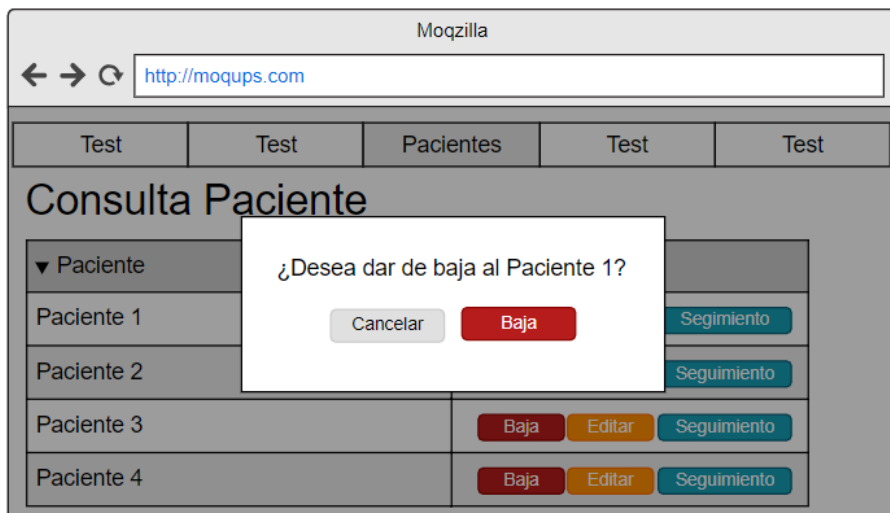 Moqzilla
http://moqups.com
Test Test Pacientes Test Test
Consulta Paciente
▼ Paciente
¿Desea dar de baja al Paciente 1?
Cancelar Baja
Paciente 1 Segimiento
Paciente 2 Seguimiento
Paciente 3 Baja Editar Seguimiento
Paciente 4 Baja Editar Seguimiento